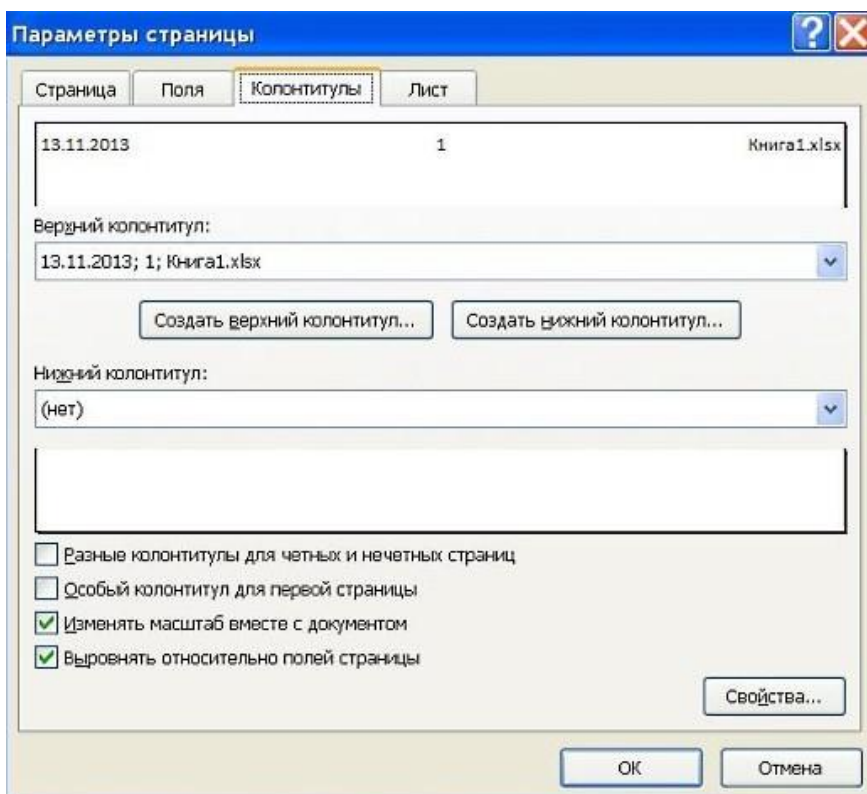 Параметры страницы
Страница Поля Колонтитулы Лист
13.11.2013 1 Книга1.xlsx
Верхний колонтитул:
13.11.2013; 1; Книга1.xlsx
Создать верхний колонтитул... Создать нижний колонтитул...
Нижний колонтитул:
(нет)
Разные колонтитулы для четных и нечетных страниц
Особый колонтитул для первой страницы
Изменять масштаб вместе с документом
Выровнять относительно полей страницы
Свойства...
ОК Отмена